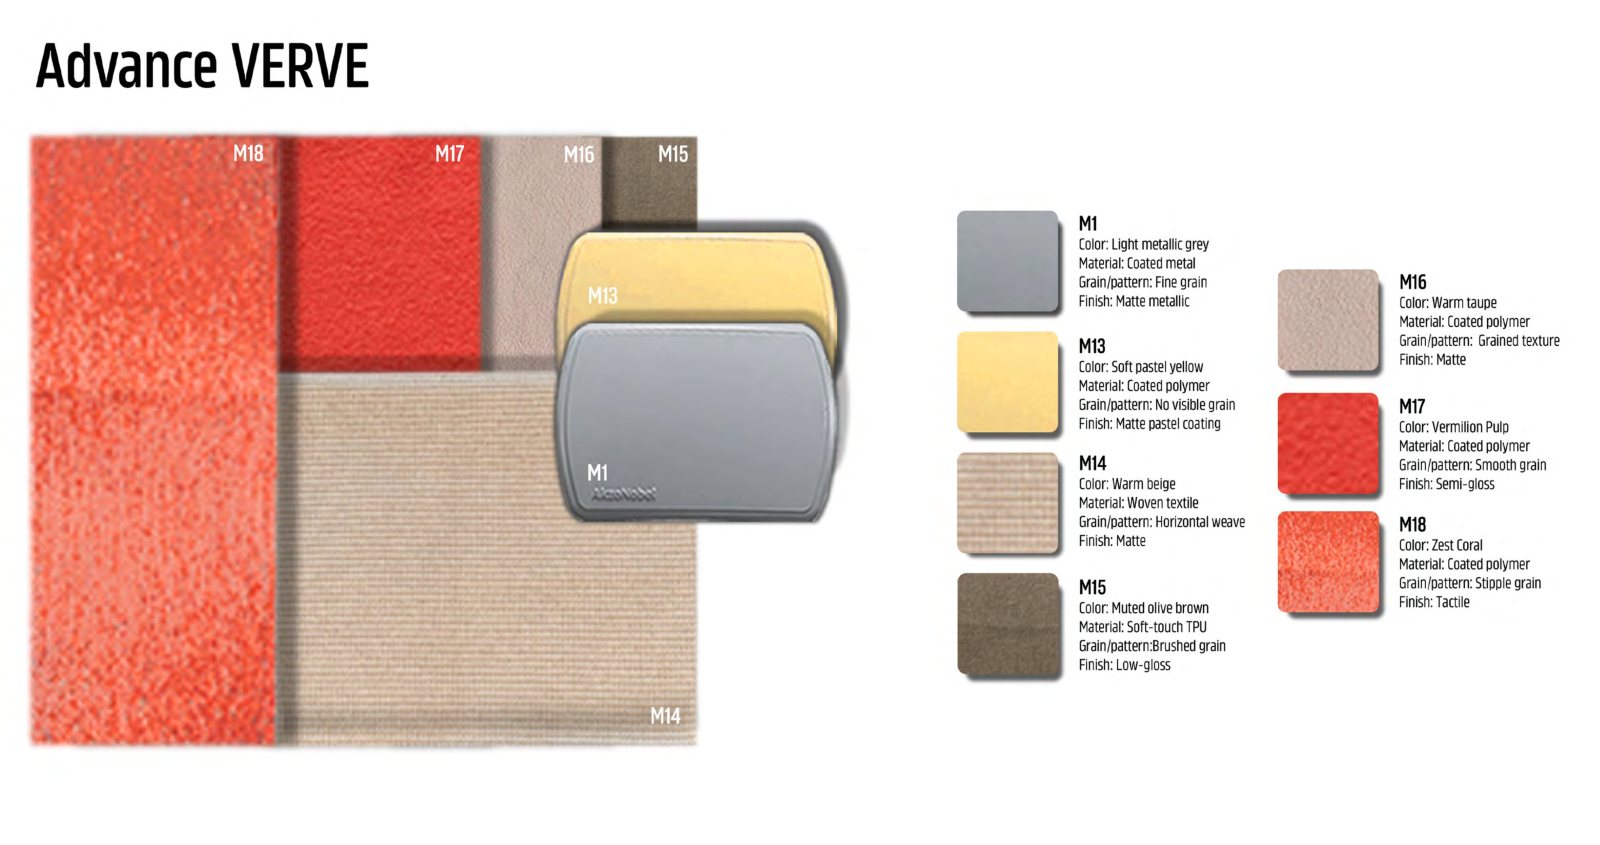 Advance VERVE
M18
M17
M16
M15
M13
M1
AkzoNobel
M14
M1
Color: Light metallic grey
Material: Coated metal
Grain/pattern: Fine grain
Finish: Matte metallic
M13
Color: Soft pastel yellow
Material: Coated polymer
Grain/pattern: No visible grain
Finish: Matte pastel coating
M14
Color: Warm beige
Material: Woven textile
Grain/pattern: Horizontal weave
Finish: Matte
M15
Color: Muted olive brown
Material: Soft-touch TPU
Grain/pattern:Brushed grain
Finish: Low-gloss
M16
Color: Warm taupe
Material: Coated polymer
Grain/pattern: Grained texture
Finish: Matte
M17
Color: Vermilion Pulp
Material: Coated polymer
Grain/pattern: Smooth grain
Finish: Semi-gloss
M18
Color: Zest Coral
Material: Coated polymer
Grain/pattern: Stipple grain
Finish: Tactile